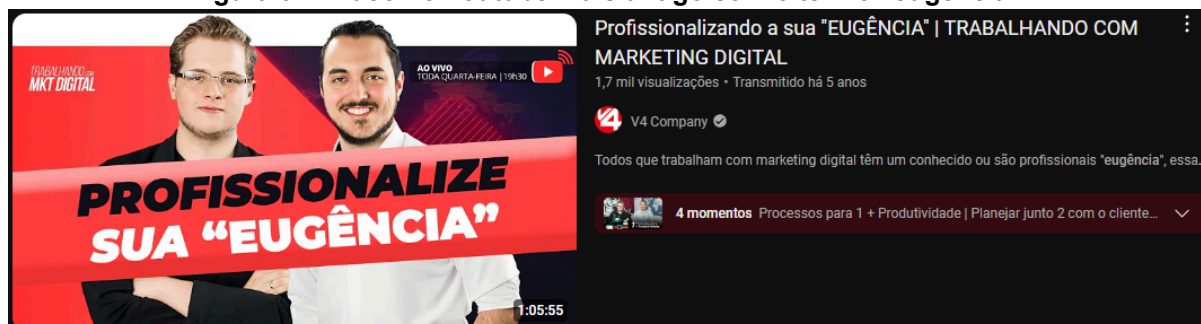 TRABALHANDO COM
MKT DIGITAL
AO VIVO
TODA QUARTA-FEIRA | 19h30
PROFISSIONALIZE
SUA “EUGÊNCIA”
1:05:55
Profissionalizando a sua "EUGÊNCIA" | TRABALHANDO COM
MARKETING DIGITAL
1,7 mil visualizações • Transmitido há 5 anos
V4 Company
Todos que trabalham com marketing digital têm um conhecido ou são profissionais "eugência", essa...
4 momentos Processos para 1 + Produtividade | Planejar junto 2 com o cliente...